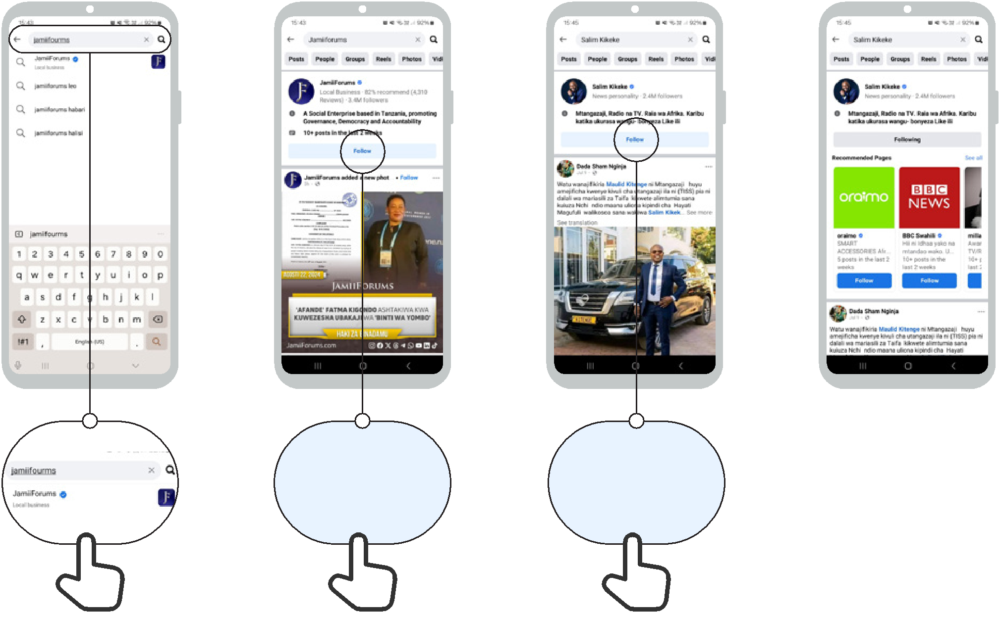 15:43
92%
jamiifourms
JamiiForums
Local business
jamiiforums leo
jamiiforums habari
jamiiforums halisi
jamiifourms
1 2 3 4 5 6 7 8 9 0
q w e r t y u i o p
a s d f g h j k l
z x c v b n m
!#1 , English (US) .
jamiifourms
JamiiForums
Local business
15:43
92%
Jamiiforums
Posts People Groups Reels Photos Vid
JamiiForums
Local Business · 82% recommend (4,310
Reviews) · 3.4M followers
A Social Enterprise based in Tanzania, promoting
Governance, Democracy and Accountability
10+ posts in the last 2 weeks
Follow
JamiiForums added a new phot • Follow
AGOSTI 22, 2024
JAMIIFORUMS
'AFANDE' FATMA KIGONDO ASHTAKIWA KWA
KUWEZESHA UBAKAJI WA 'BINTI WA YOMBO'
HAKI ZA BINADAMU
JamiiForums.com
15:45
92%
Salim Kikeke
Posts People Groups Reels Photos Vid
Salim Kikeke
News personality · 2.4M followers
Mtangazaji, Radio na TV. Raia wa Afrika. Karibu
katika ukurasa wangu- bonyeza Like ili
Follow
Dada Sham Nginja
Jul 9
Watu wanajifikiria Maulid Kitenge ni Mtangazaji huyu
amejificha kwenye kivuli cha utangazaji ila ni (TISS) pia ni
dalali wa mariasili za Taifa kikwete alimtumia sana
kuiuza Nchi ndio maana uliona kipindi cha Hayati
Magufuli walikosoa sana wakiwa Salim Kikek... See more
See translation
KITENGE
15:45
92%
Salim Kikeke
Posts People Groups Reels Photos Vid
Salim Kikeke
News personality · 2.4M followers
Mtangazaji, Radio na TV. Raia wa Afrika. Karibu
katika ukurasa wangu- bonyeza Like ili
Following
Recommended Pages See all
oraimo
BBC
NEWS
oraimo
SMART
ACCESSORIES Afr...
5 posts in the last 2
weeks
Follow
BBC Swahili
Hii ni Idhaa yako na
mtandao wako. U...
10+ posts in the
last 2 weeks
Follow
milla
Awar
TV/R
10+ p
last 2
Dada Sham Nginja
Jul 9
Watu wanajifikiria Maulid Kitenge ni Mtangazaji huyu
amejificha kwenye kivuli cha utangazaji ila ni (TISS) pia ni
dalali wa mariasili za Taifa kikwete alimtumia sana
kuiuza Nchi ndio maana uliona kipindi cha Hayati